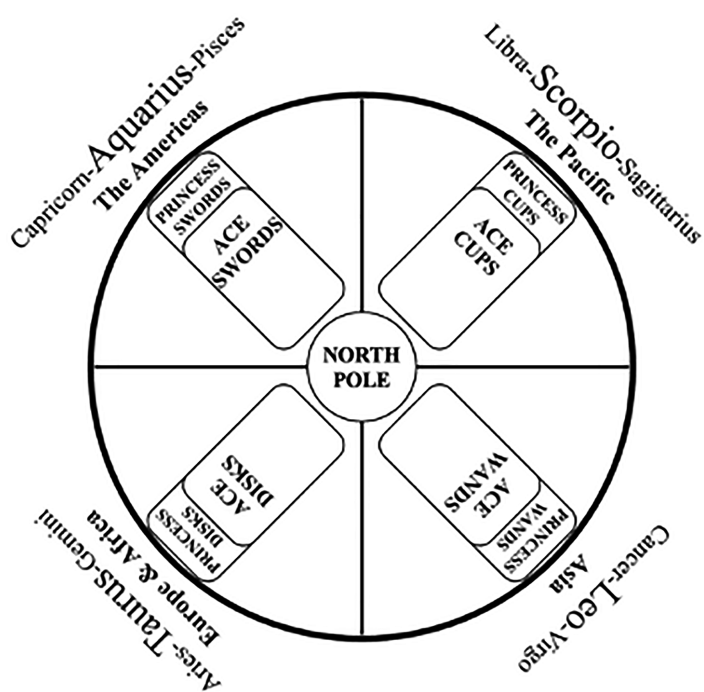 Capricorn-Aquarius-Pisces
The Americas
Libra-Scorpio-Sagittarius
The Pacific
PRINCESS
SWORDS
ACE
SWORDS
PRINCESS
CUPS
ACE
CUPS
NORTH
POLE
ACE
DISKS
PRINCESS
DISKS
ACE
WANDS
PRINCESS
WANDS
Europe & Africa
Aries-Taurus-Gemini
Asia
Cancer-Leo-Virgo